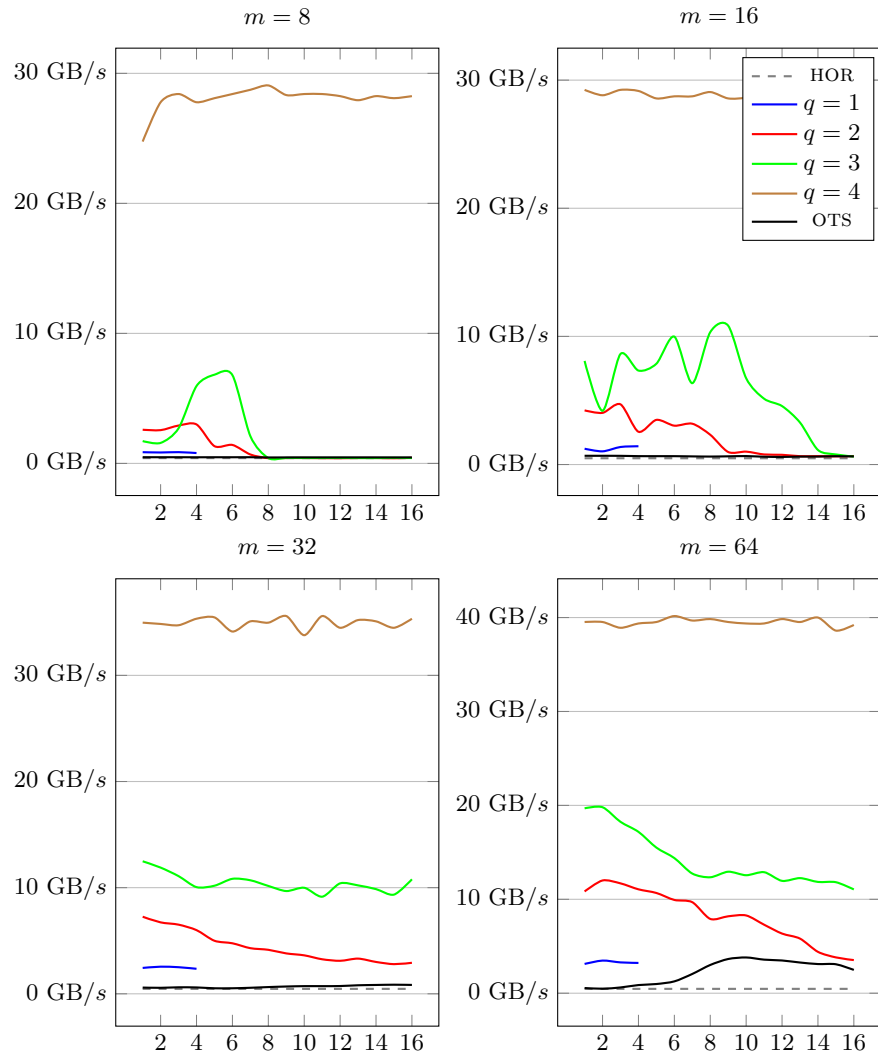 m = 8
30 GB/s
20 GB/s
10 GB/s
0 GB/s
2 4 6 8 10 12 14 16
m = 16
30 GB/s
20 GB/s
10 GB/s
0 GB/s
2 4 6 8 10 12 14 16
HOR
q = 1
q = 2
q = 3
q = 4
OTS
m = 32
30 GB/s
20 GB/s
10 GB/s
0 GB/s
2 4 6 8 10 12 14 16
m = 64
40 GB/s
30 GB/s
20 GB/s
10 GB/s
0 GB/s
2 4 6 8 10 12 14 16